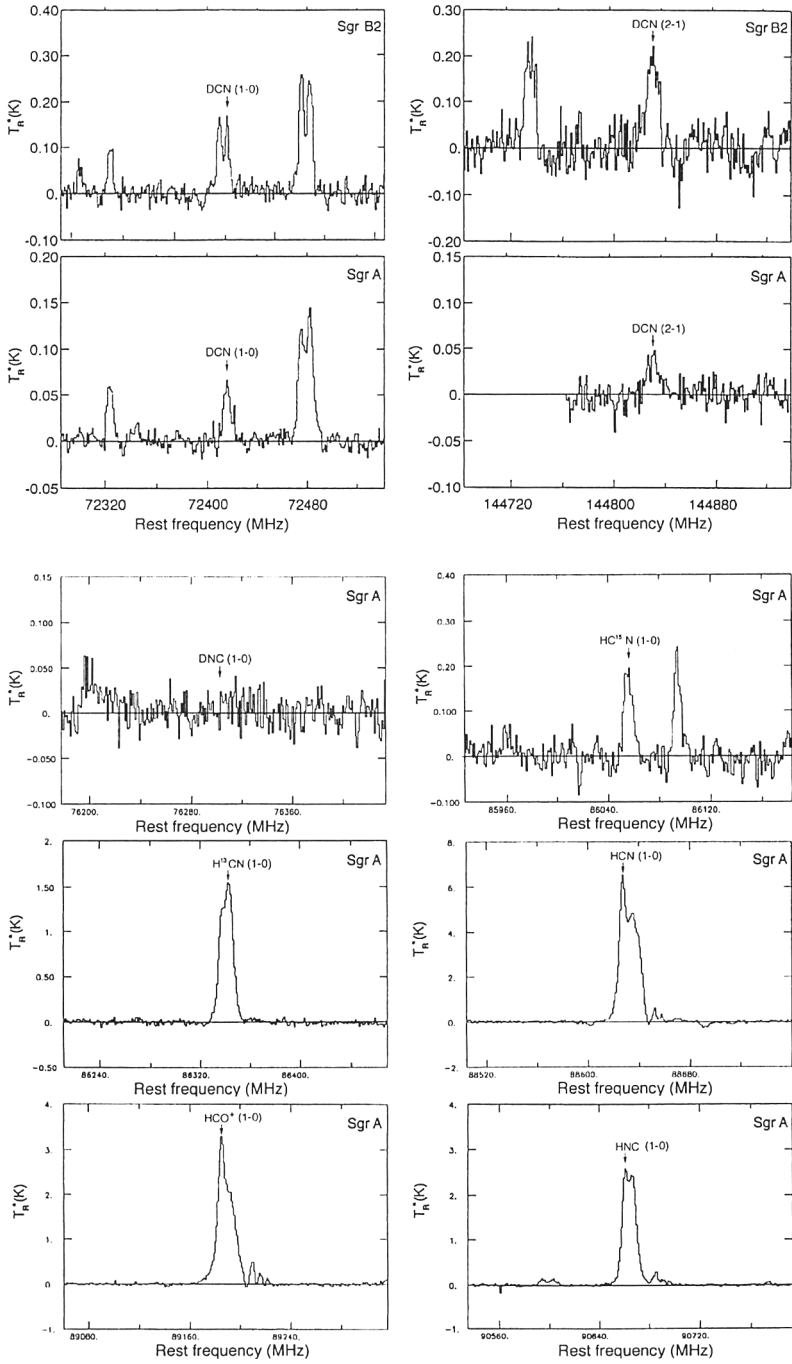 0.40
Sgr B2
0.30
0.20
DCN (1-0)
0.10
0.
-0.10
T*R(K)
0.30
DCN (2-1)
Sgr B2
0.20
0.10
0.
-0.10
-0.20
T*R(K)
0.20
Sgr A
0.15
0.10
DCN (1-0)
0.05
0.
-0.05
T*R(K)
72320
72400
72480
Rest frequency (MHz)
0.15
Sgr A
0.10
DCN (2-1)
0.05
0.
-0.05
-0.10
T*R(K)
144720
144800
144880
Rest frequency (MHz)
0.15
Sgr A
0.100
0.050
DNC (1-0)
0.
-0.050
-0.100
T*R(K)
76200.
76280.
76360.
Rest frequency (MHz)
0.40
Sgr A
0.30
HC¹⁵N (1-0)
0.20
0.100
0.
-0.100
T*R(K)
85960.
86040.
86120.
Rest frequency (MHz)
2.
H¹³CN (1-0)
Sgr A
1.50
1.
0.50
0.
-0.50
T*R(K)
86240.
86320.
86400.
Rest frequency (MHz)
8.
HCN (1-0)
Sgr A
6.
4.
2.
0.
-2.
T*R(K)
88520.
88600.
88680.
Rest frequency (MHz)
4.
HCO⁺ (1-0)
Sgr A
3.
2.
1.
0.
-1.
T*R(K)
89080.
89160.
89240.
Rest frequency (MHz)
4.
Sgr A
3.
HNC (1-0)
2.
1.
0.
-1.
T*R(K)
90560.
90640.
90720.
Rest frequency (MHz)